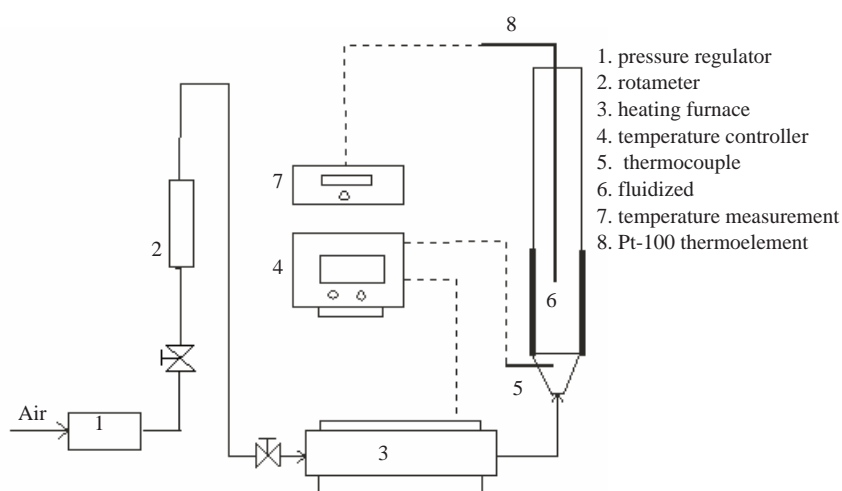 8
1. pressure regulator
2. rotameter
3. heating furnace
4. temperature controller
5. thermocouple
6. fluidized
7. temperature measurement
8. Pt-100 thermoelement
7
2
4
6
5
Air
1
3